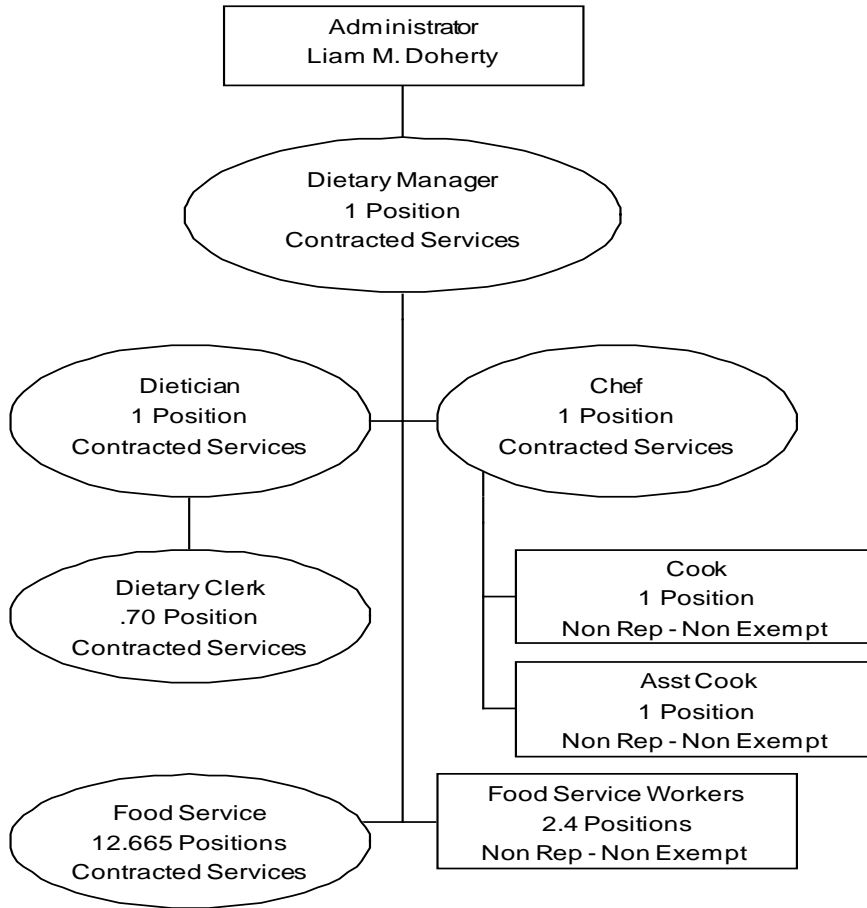 Administrator
Liam M. Doherty
Dietary Manager
1 Position
Contracted Services
Dietician
1 Position
Contracted Services
Chef
1 Position
Contracted Services
Dietary Clerk
.70 Position
Contracted Services
Cook
1 Position
Non Rep - Non Exempt
Asst Cook
1 Position
Non Rep - Non Exempt
Food Service
12.665 Positions
Contracted Services
Food Service Workers
2.4 Positions
Non Rep - Non Exempt